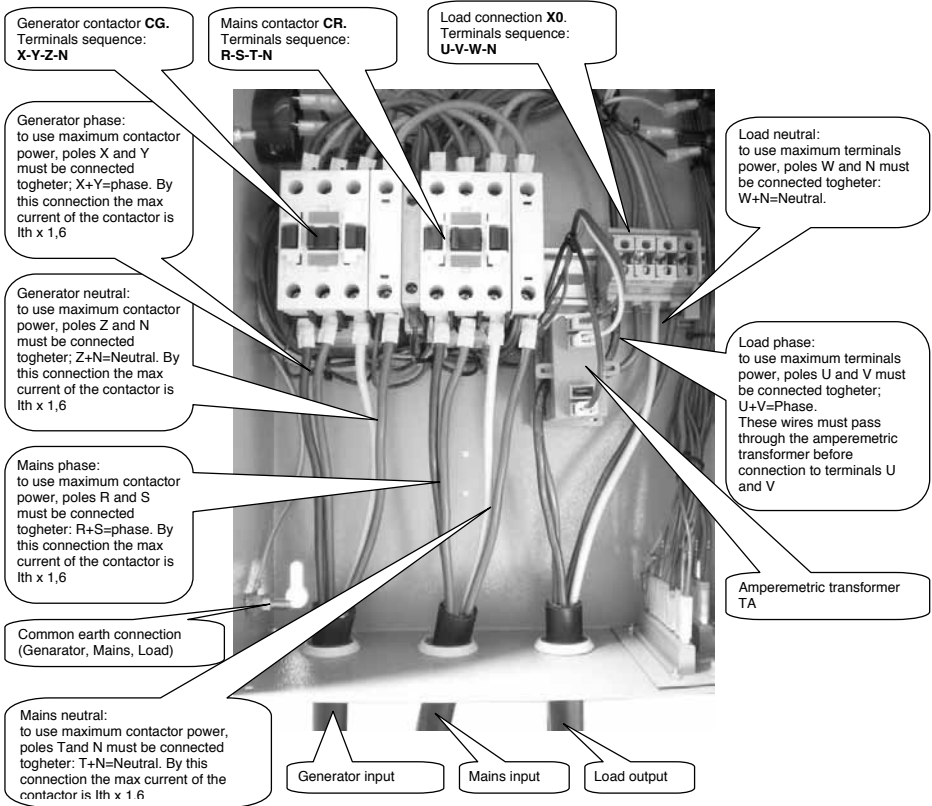 Generator contactor CG.
Terminals sequence:
X-Y-Z-N
Mains contactor CR.
Terminals sequence:
R-S-T-N
Load connection X0.
Terminals sequence:
U-V-W-N
Generator phase:
to use maximum contactor
power, poles X and Y
must be connected
togheter; X+Y=phase. By
this connection the max
current of the contactor is
Ith x 1,6
Load neutral:
to use maximum terminals
power, poles W and N must
be connected togheter:
W+N=Neutral.
Generator neutral:
to use maximum contactor
power, poles Z and N
must be connected
togheter; Z+N=Neutral. By
this connection the max
current of the contactor is
Ith x 1,6
Load phase:
to use maximum terminals
power, poles U and V must
be connected togheter;
U+V=Phase.
These wires must pass
through the amperemetric
transformer before
connection to terminals U
and V
Mains phase:
to use maximum contactor
power, poles R and S
must be connected
togheter: R+S=phase. By
this connection the max
current of the contactor is
Ith x 1,6
Amperemetric transformer
TA
Common earth connection
(Genarator, Mains, Load)
Mains neutral:
to use maximum contactor power,
poles Tand N must be connected
togheter: T+N=Neutral. By this
connection the max current of the
contactor is Ith x 1,6
Generator input
Mains input
Load output